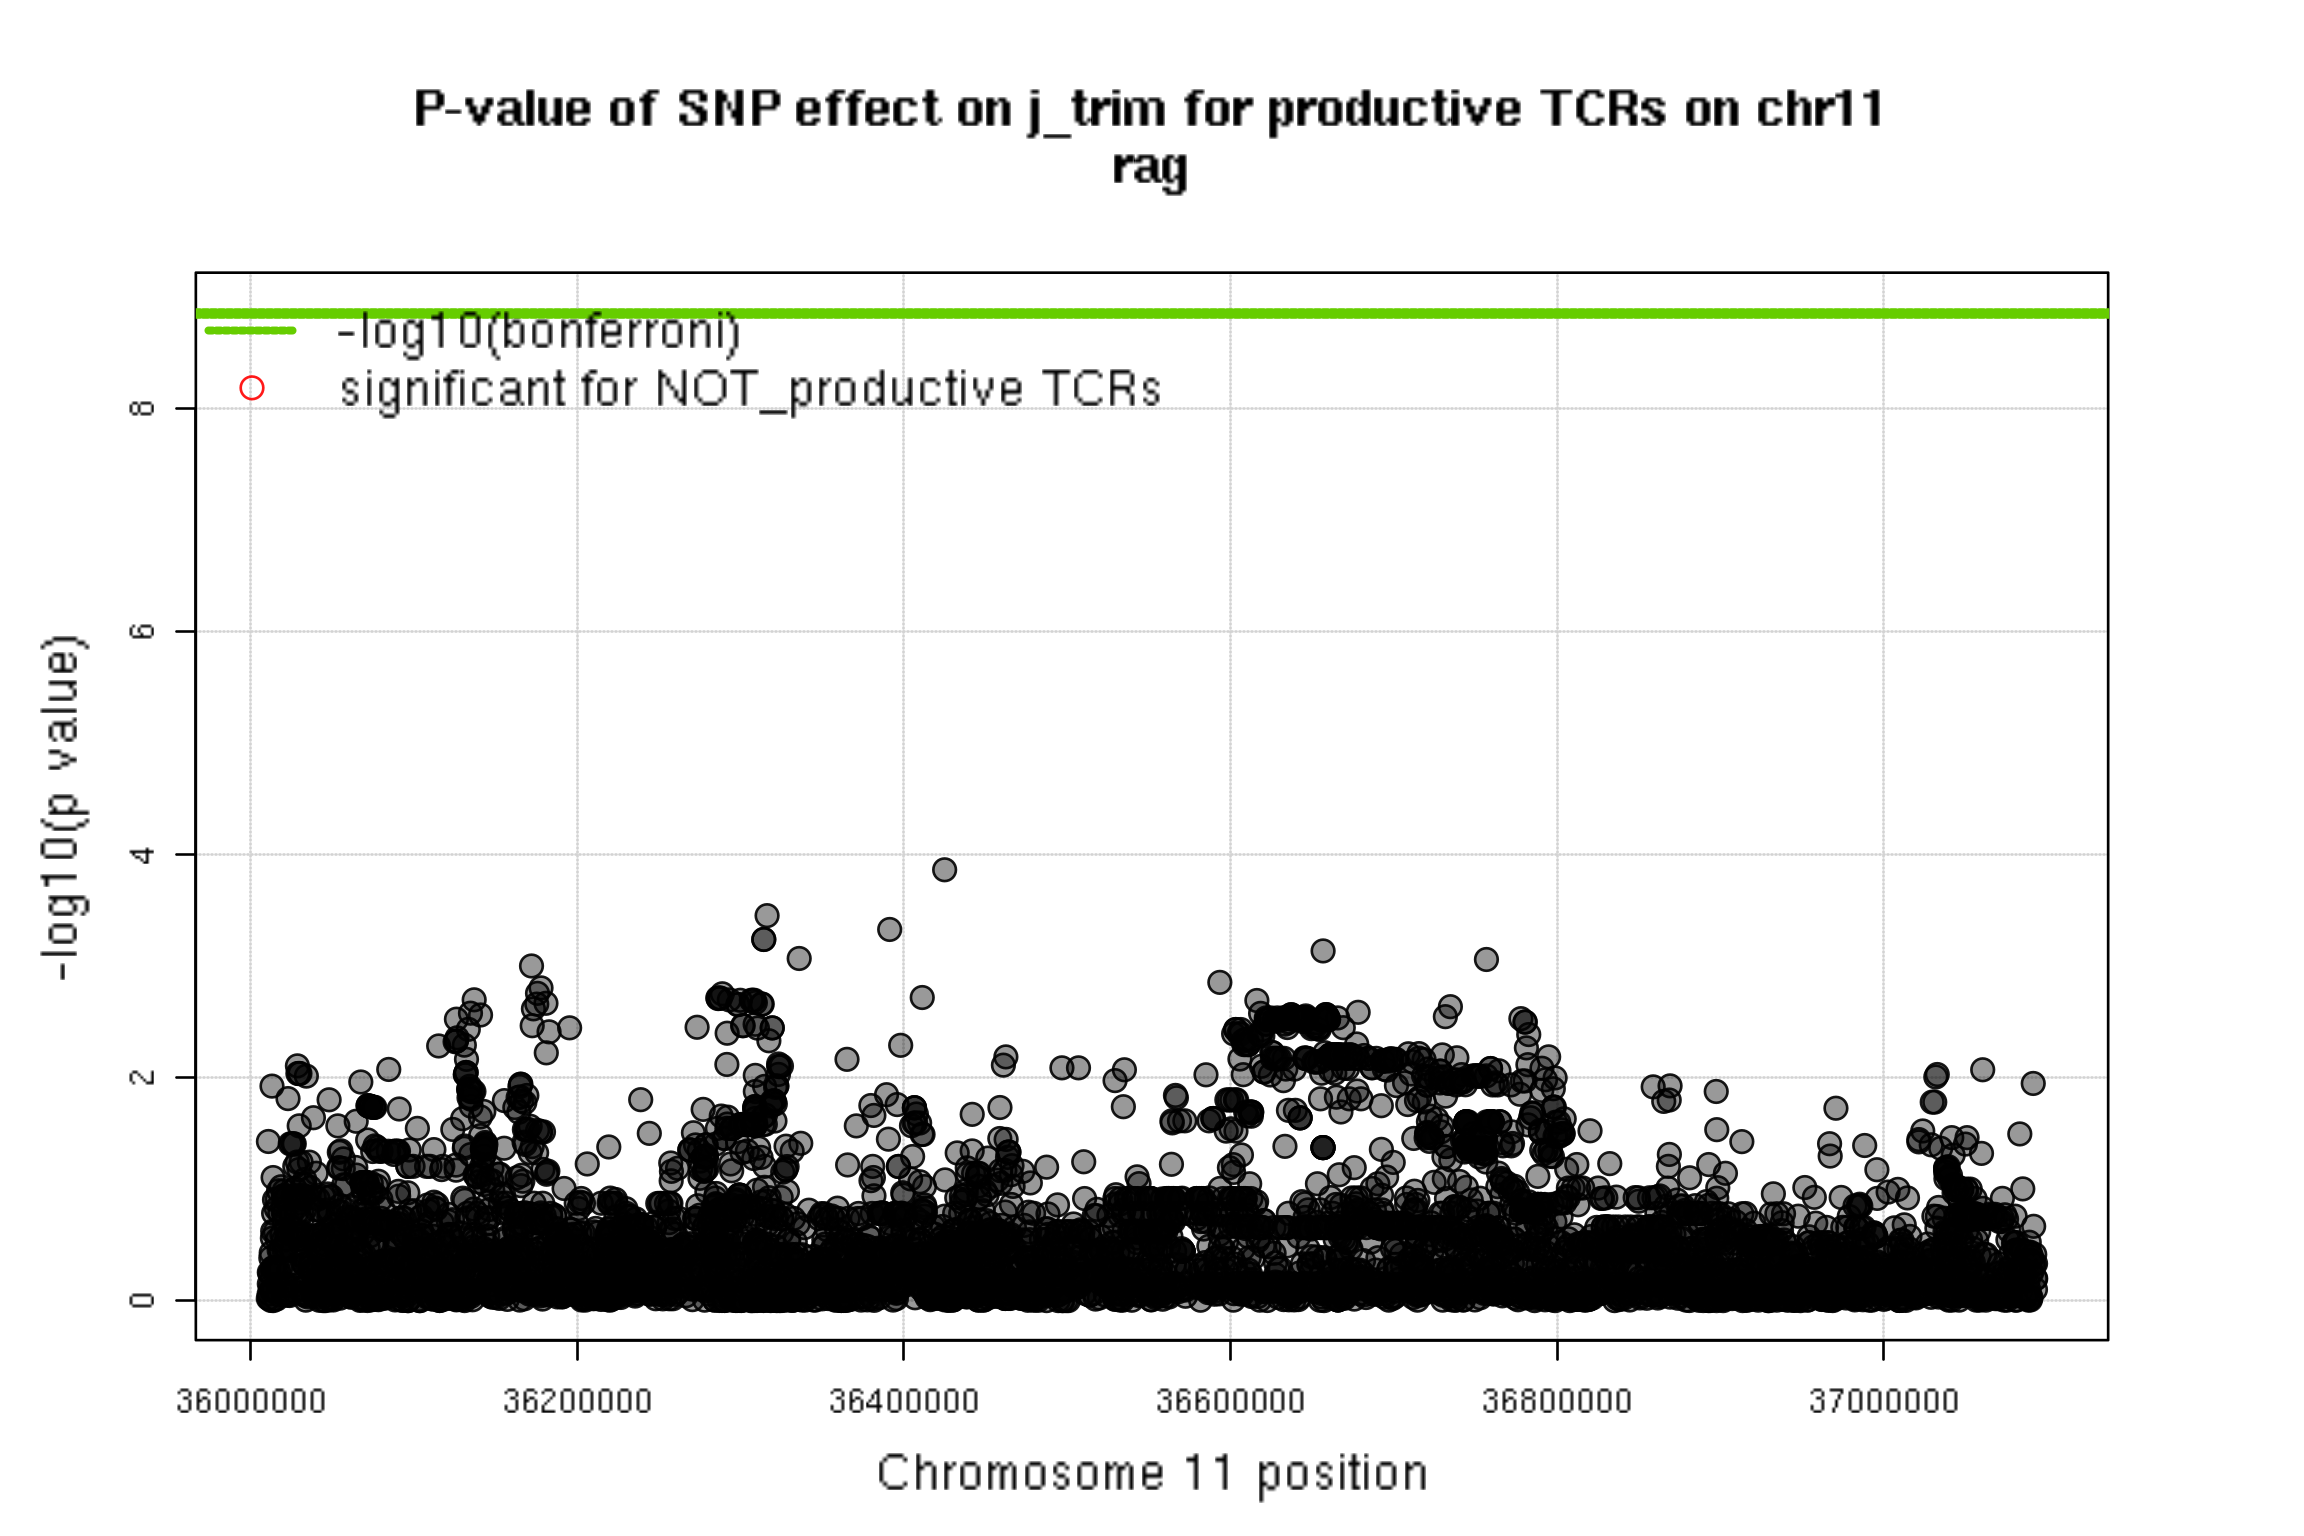 P-value of SNP effect on j_trim for productive TCRs on chr11
rag
-log10(bonferroni)
significant for NOT_productive TCRs
-log10(p value)
8
6
4
2
0
36000000
36200000
36400000
36600000
36800000
37000000
Chromosome 11 position